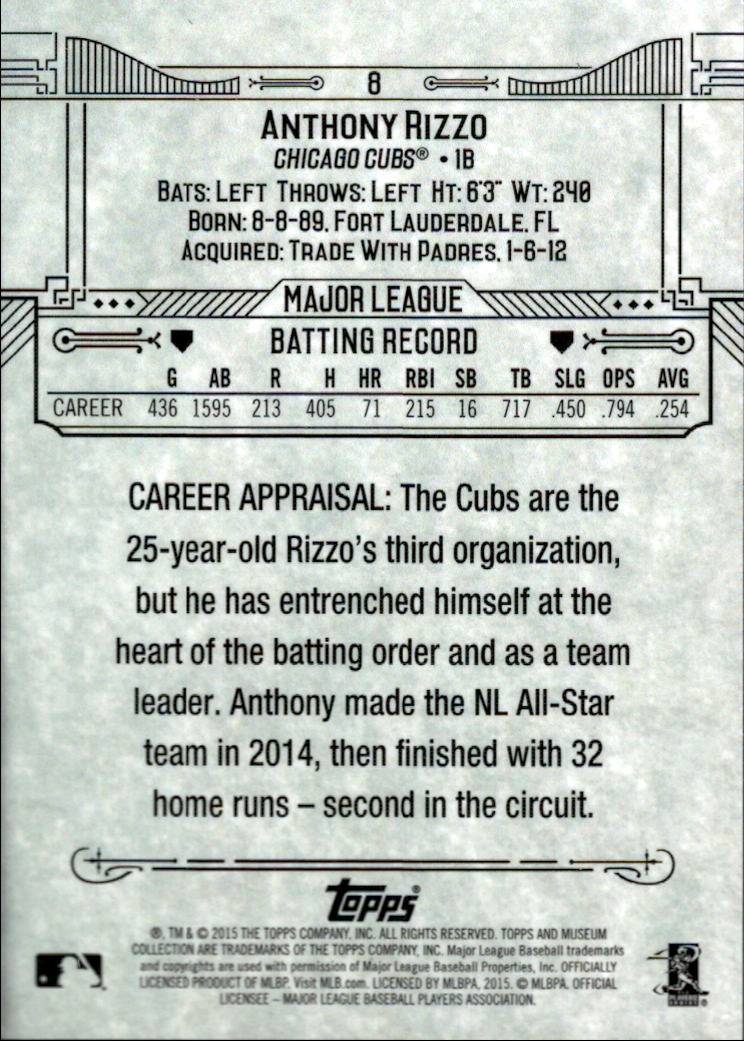 8
ANTHONY RIZZO
CHICAGO CUBS® • 1B
BATS: LEFT THROWS: LEFT HT: 6'3" WT: 240
BORN: 8-8-89, FORT LAUDERDALE, FL
ACQUIRED: TRADE WITH PADRES, 1-6-12
MAJOR LEAGUE
BATTING RECORD
G AB R H HR RBI SB TB SLG OPS AVG
CAREER 436 1595 213 405 71 215 16 717 .450 .794 .254
CAREER APPRAISAL: The Cubs are the
25-year-old Rizzo's third organization,
but he has entrenched himself at the
heart of the batting order and as a team
leader. Anthony made the NL All-Star
team in 2014, then finished with 32
home runs – second in the circuit.
Topps®
®, TM & © 2015 THE TOPPS COMPANY, INC. ALL RIGHTS RESERVED. TOPPS AND MUSEUM
COLLECTION ARE TRADEMARKS OF THE TOPPS COMPANY, INC. Major League Baseball trademarks
and copyrights are used with permission of Major League Baseball Properties, Inc. OFFICIALLY
LICENSED PRODUCT OF MLBP. Visit MLB.com. LICENSED BY MLBPA, 2015. © MLBPA. OFFICIAL
LICENSEE – MAJOR LEAGUE BASEBALL PLAYERS ASSOCIATION.